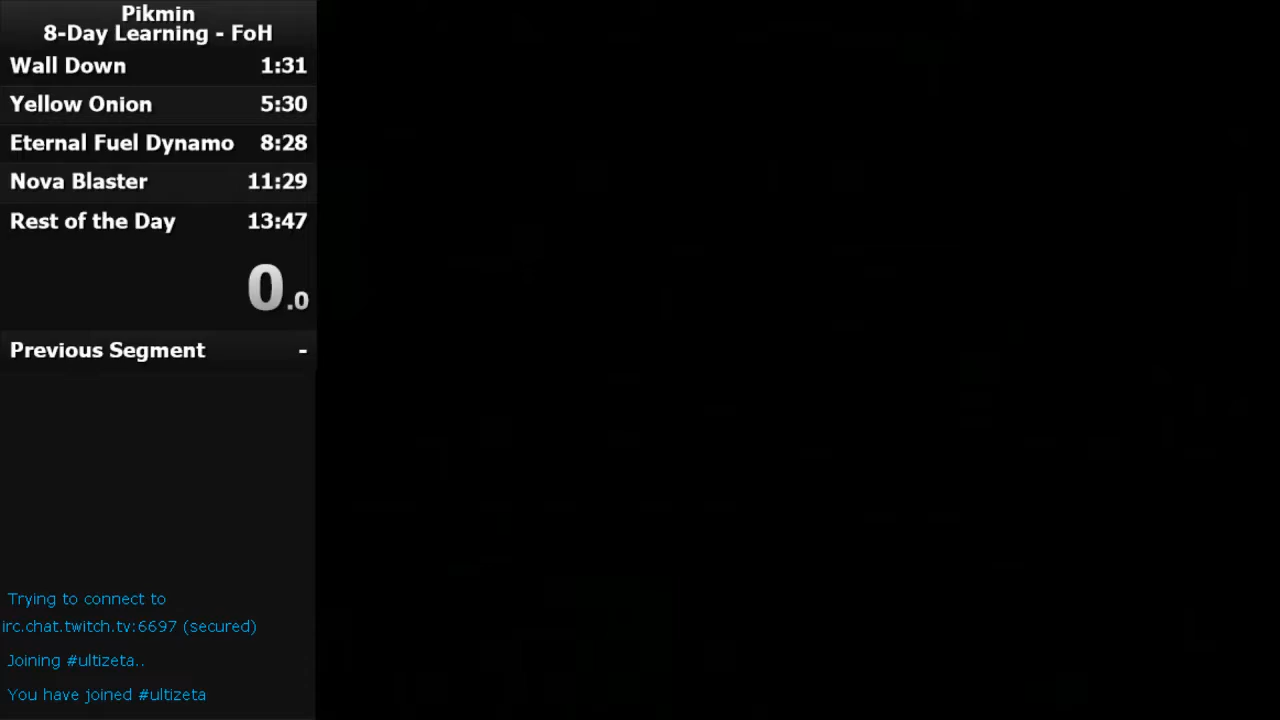 Pikmin
8-Day Learning - FoH
Wall Down 1:31
Yellow Onion 5:30
Eternal Fuel Dynamo 8:28
Nova Blaster 11:29
Rest of the Day 13:47
0.0
Previous Segment -
Trying to connect to
irc.chat.twitch.tv:6697 (secured)
Joining #ultizeta..
You have joined #ultizeta